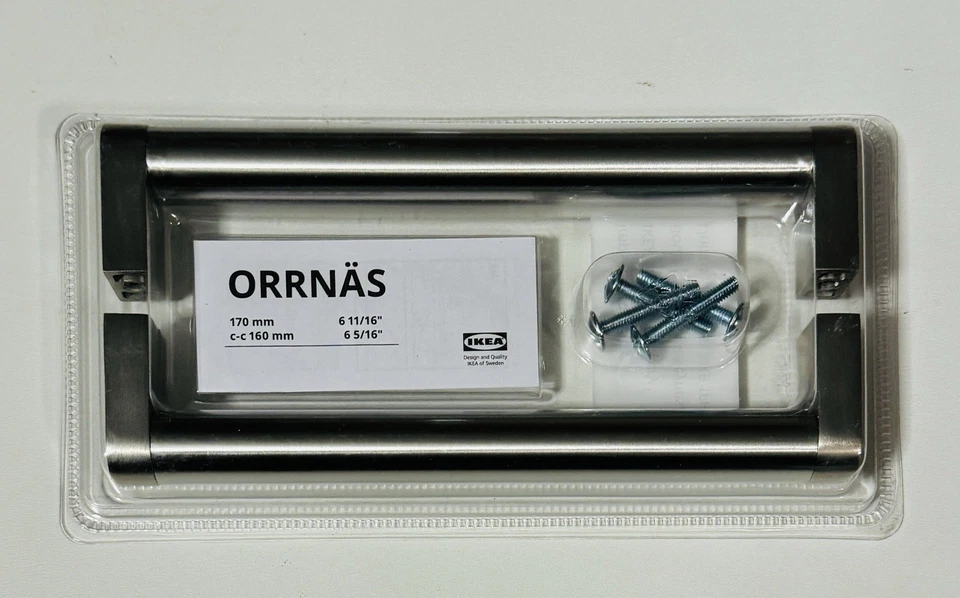 ORRNÄS
170 mm 6 11/16"
c-c 160 mm 6 5/16"
IKEA
Design and Quality
IKEA of Sweden